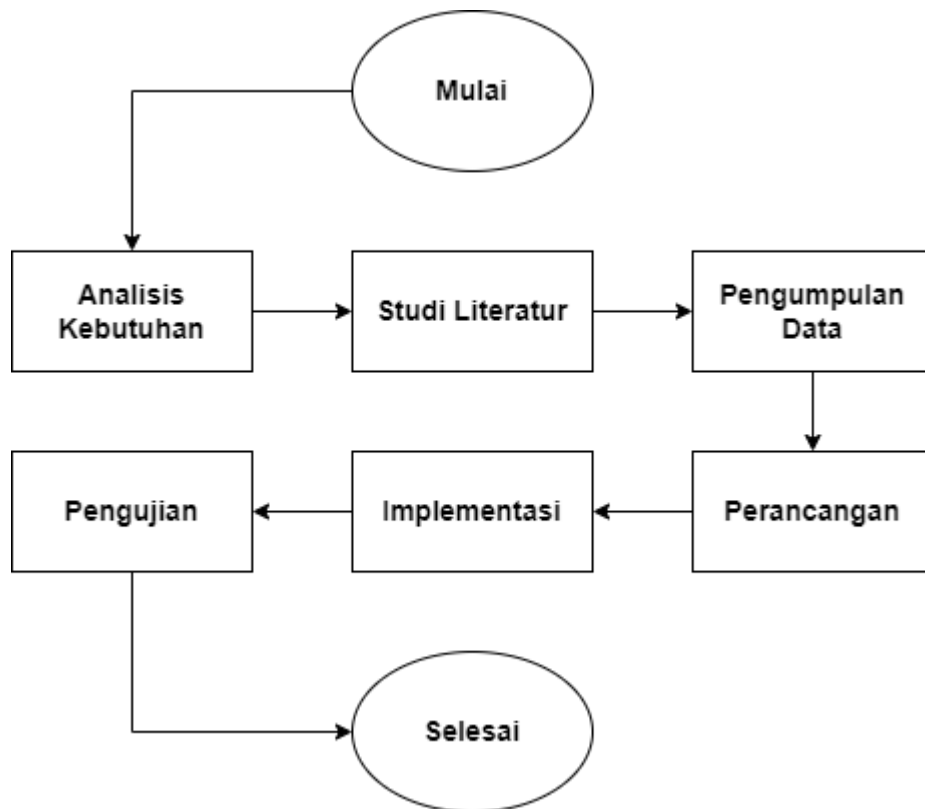 Mulai
Analisis
Kebutuhan
Studi Literatur
Pengumpulan
Data
Perancangan
Implementasi
Pengujian
Selesai